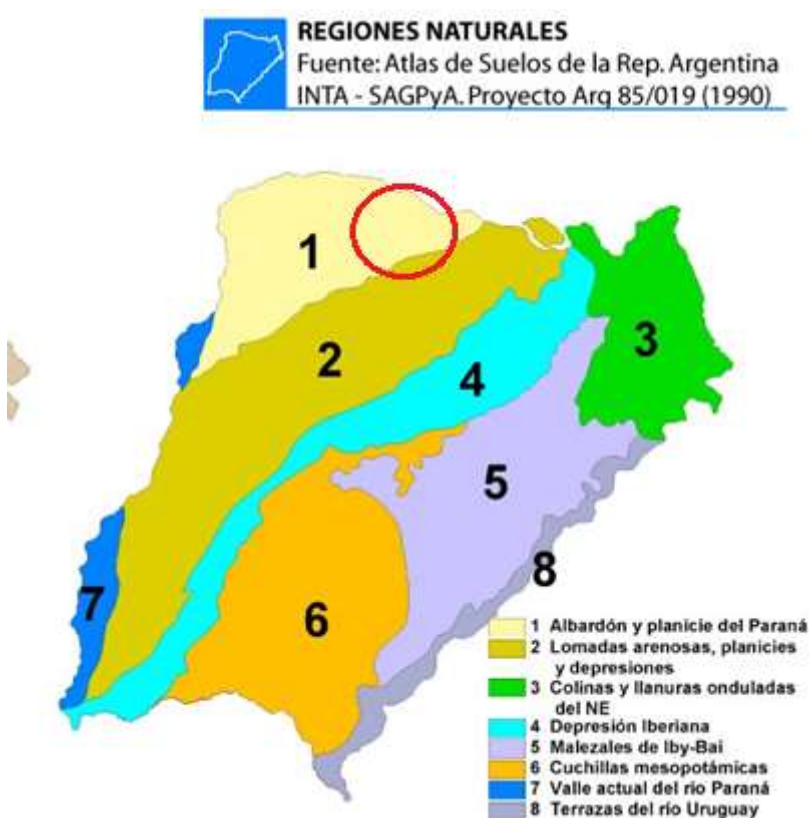 REGIONES NATURALES
Fuente: Atlas de Suelos de la Rep. Argentina
INTA - SAGPyA. Proyecto Arg 85/019 (1990)
1
2
3
4
5
6
7
8
1 Albardón y planicie del Paraná
2 Lomadas arenosas, planicies
y depresiones
3 Colinas y llanuras onduladas
del NE
4 Depresión Iberiana
5 Malezales de Iby-Bai
6 Cuchillas mesopotámicas
7 Valle actual del río Paraná
8 Terrazas del río Uruguay